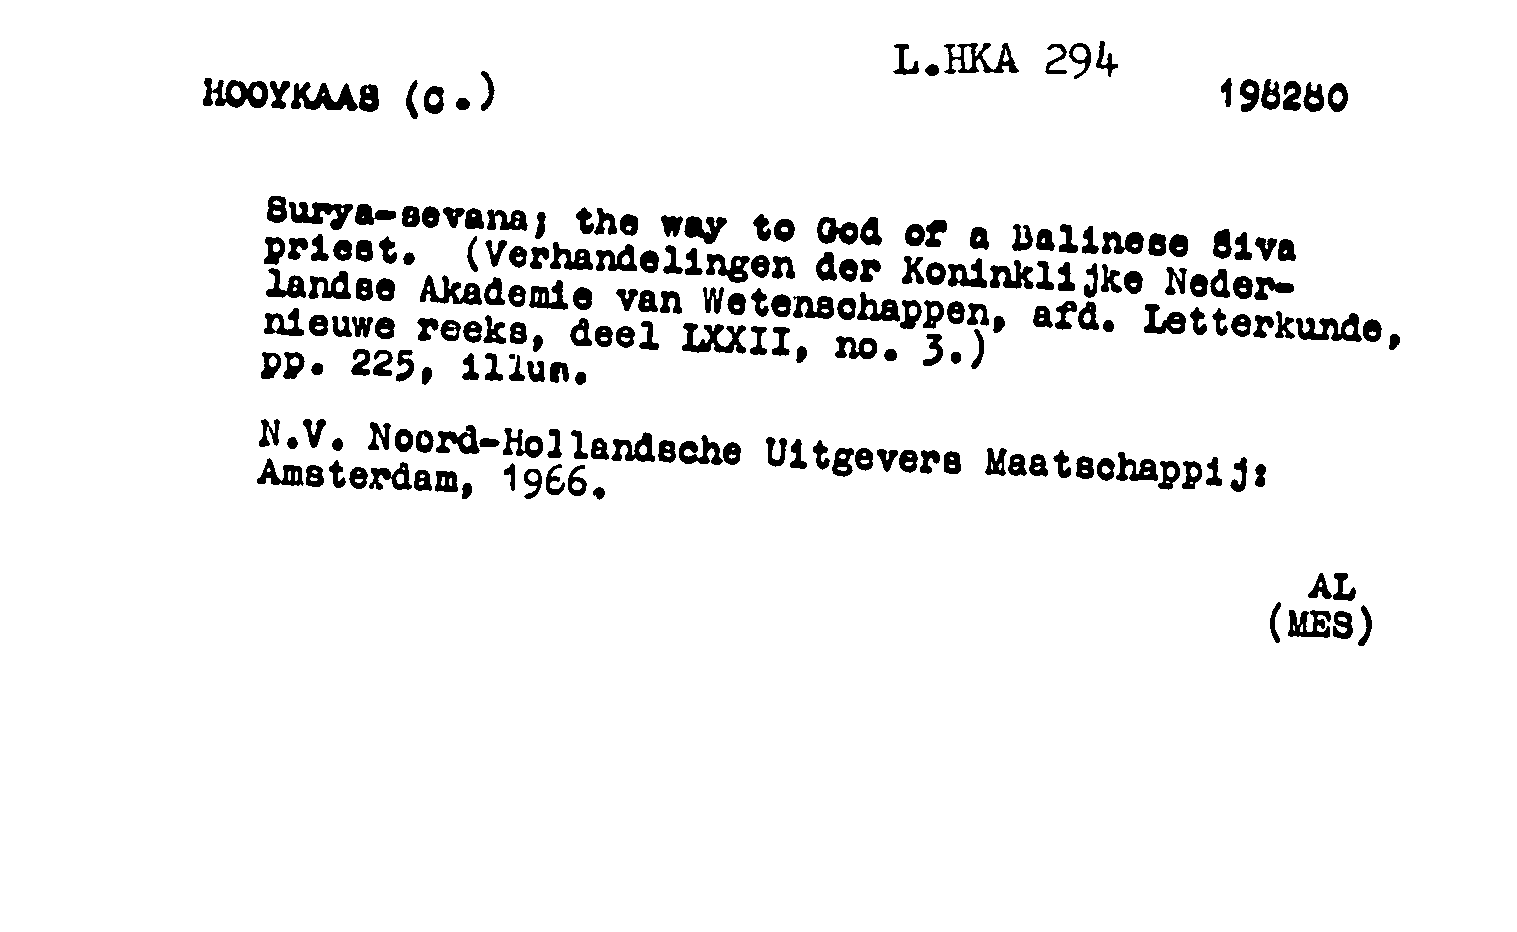 L.HKA 294
HOOYKAAS (C.)
198280
Surya-sevana; the way to God of a Balinese Siva
priest. (Verhandelingen der Koninklijke Neder-
landse Akademie van Wetenschappen, afd. Letterkunde,
nieuwe reeks, deel LXXII, no. 3.)
pp. 225, illus.
N.V. Noord-Hollandsche Uitgevers Maatschappij:
Amsterdam, 1966.
AL
(MES)